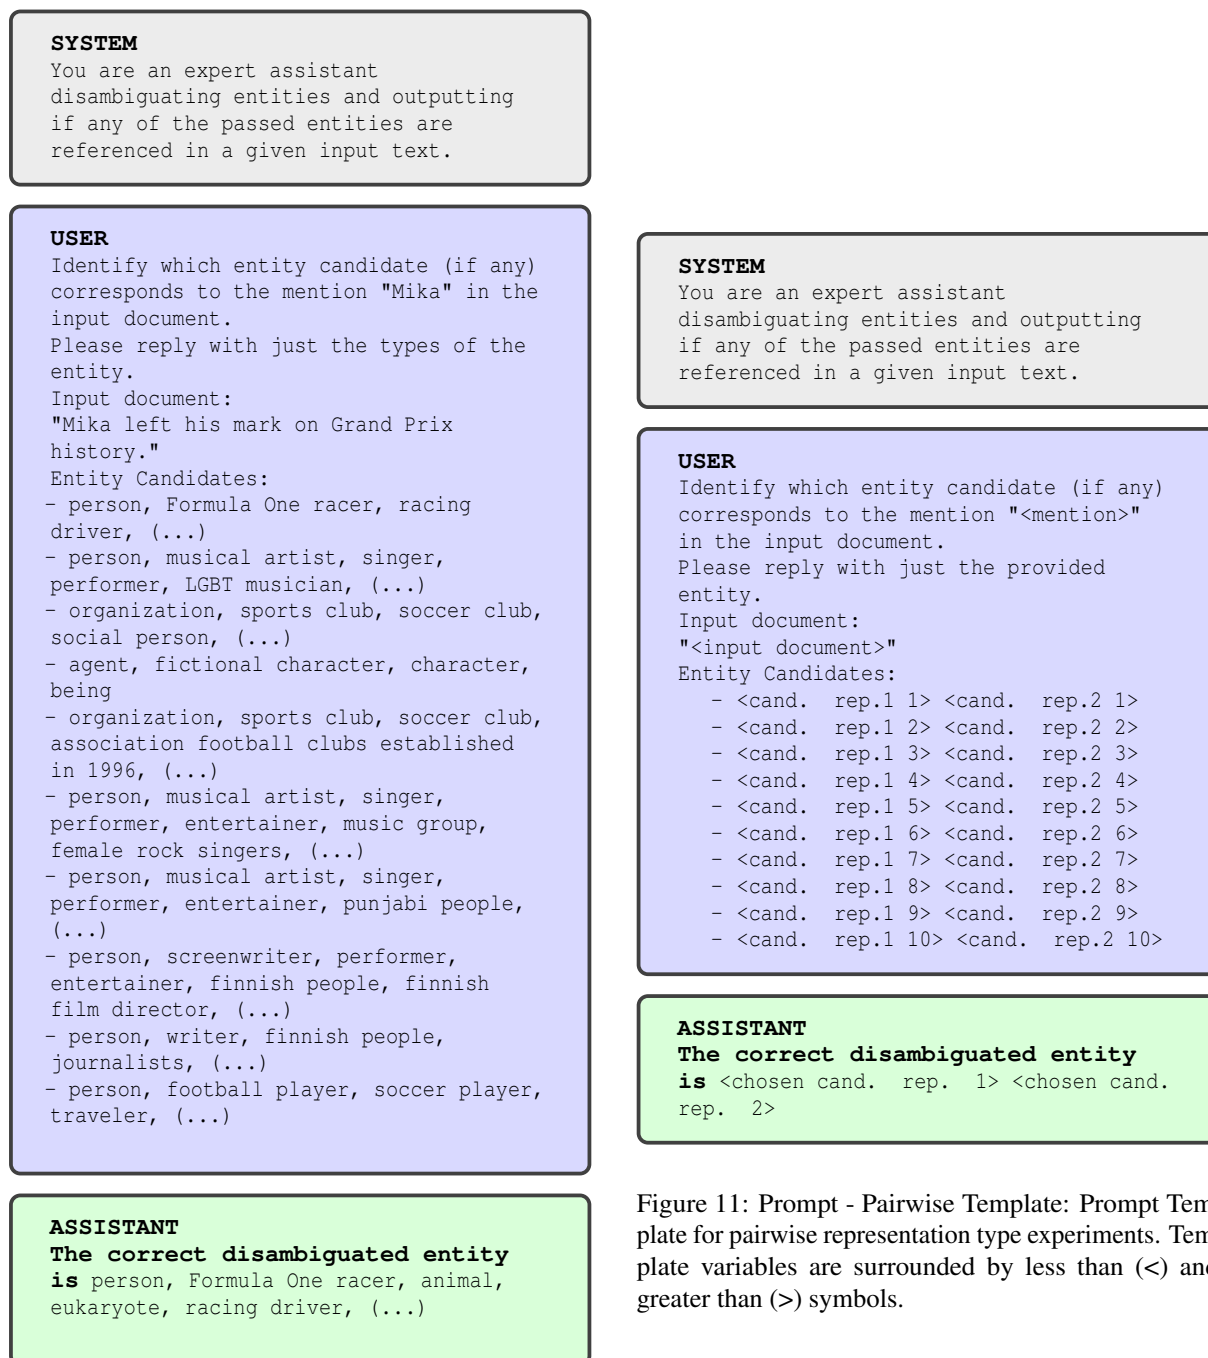 SYSTEM
You are an expert assistant
disambiguating entities and outputting
if any of the passed entities are
referenced in a given input text.
USER
Identify which entity candidate (if any)
corresponds to the mention "Mika" in the
input document.
Please reply with just the types of the
entity.
Input document:
"Mika left his mark on Grand Prix
history."
Entity Candidates:
- person, Formula One racer, racing
driver, (...)
- person, musical artist, singer,
performer, LGBT musician, (...)
- organization, sports club, soccer club,
social person, (...)
- agent, fictional character, character,
being
- organization, sports club, soccer club,
association football clubs established
in 1996, (...)
- person, musical artist, singer,
performer, entertainer, music group,
female rock singers, (...)
- person, musical artist, singer,
performer, entertainer, punjabi people,
(...)
- person, screenwriter, performer,
entertainer, finnish people, finnish
film director, (...)
- person, writer, finnish people,
journalists, (...)
- person, football player, soccer player,
traveler, (...)
ASSISTANT
The correct disambiguated entity
is person, Formula One racer, animal,
eukaryote, racing driver, (...)
SYSTEM
You are an expert assistant
disambiguating entities and outputting
if any of the passed entities are
referenced in a given input text.
USER
Identify which entity candidate (if any)
corresponds to the mention "<mention>"
in the input document.
Please reply with just the provided
entity.
Input document:
"<input document>"
Entity Candidates:
- <cand. rep.1 1> <cand. rep.2 1>
- <cand. rep.1 2> <cand. rep.2 2>
- <cand. rep.1 3> <cand. rep.2 3>
- <cand. rep.1 4> <cand. rep.2 4>
- <cand. rep.1 5> <cand. rep.2 5>
- <cand. rep.1 6> <cand. rep.2 6>
- <cand. rep.1 7> <cand. rep.2 7>
- <cand. rep.1 8> <cand. rep.2 8>
- <cand. rep.1 9> <cand. rep.2 9>
- <cand. rep.1 10> <cand. rep.2 10>
ASSISTANT
The correct disambiguated entity
is <chosen cand. rep. 1> <chosen cand.
rep. 2>
Figure 11: Prompt - Pairwise Template: Prompt Tem
plate for pairwise representation type experiments. Tem
plate variables are surrounded by less than (<) and
greater than (>) symbols.